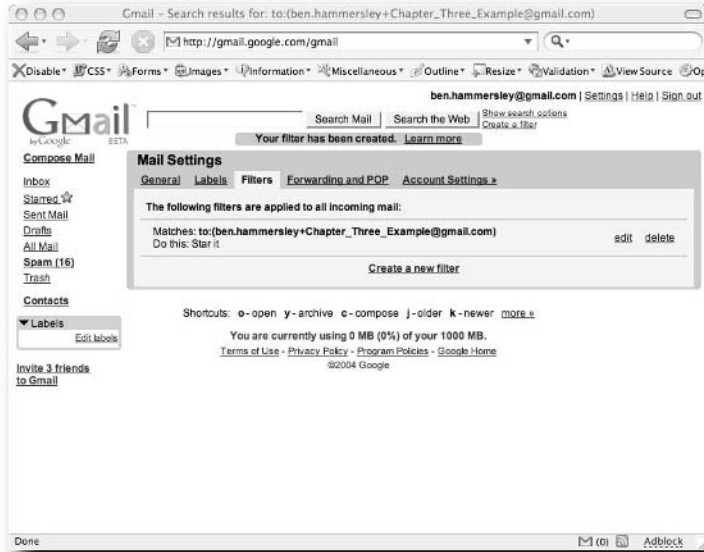 Gmail - Search results for: to:(ben.hammersley+Chapter_Three_Example@gmail.com)
http://gmail.google.com/gmail
Disable CSS Forms Images Information Miscellaneous Outline Resize Validation View Source
ben.hammersley@gmail.com | Settings | Help | Sign out
Gmail by Google BETA
Search Mail Search the Web Show search options
Create a filter
Your filter has been created. Learn more
Compose Mail
Inbox
Starred
Sent Mail
Drafts
All Mail
Spam (16)
Trash
Contacts
Labels
Edit labels
Invite 3 friends
to Gmail
Mail Settings
General Labels Filters Forwarding and POP Account Settings »
The following filters are applied to all incoming mail:
Matches: to:(ben.hammersley+Chapter_Three_Example@gmail.com)
Do this: Star it
edit delete
Create a new filter
Shortcuts: o - open y - archive c - compose j - older k - newer more »
You are currently using 0 MB (0%) of your 1000 MB.
Terms of Use - Privacy Policy - Program Policies - Google Home
©2004 Google
Done
(0) Adblock